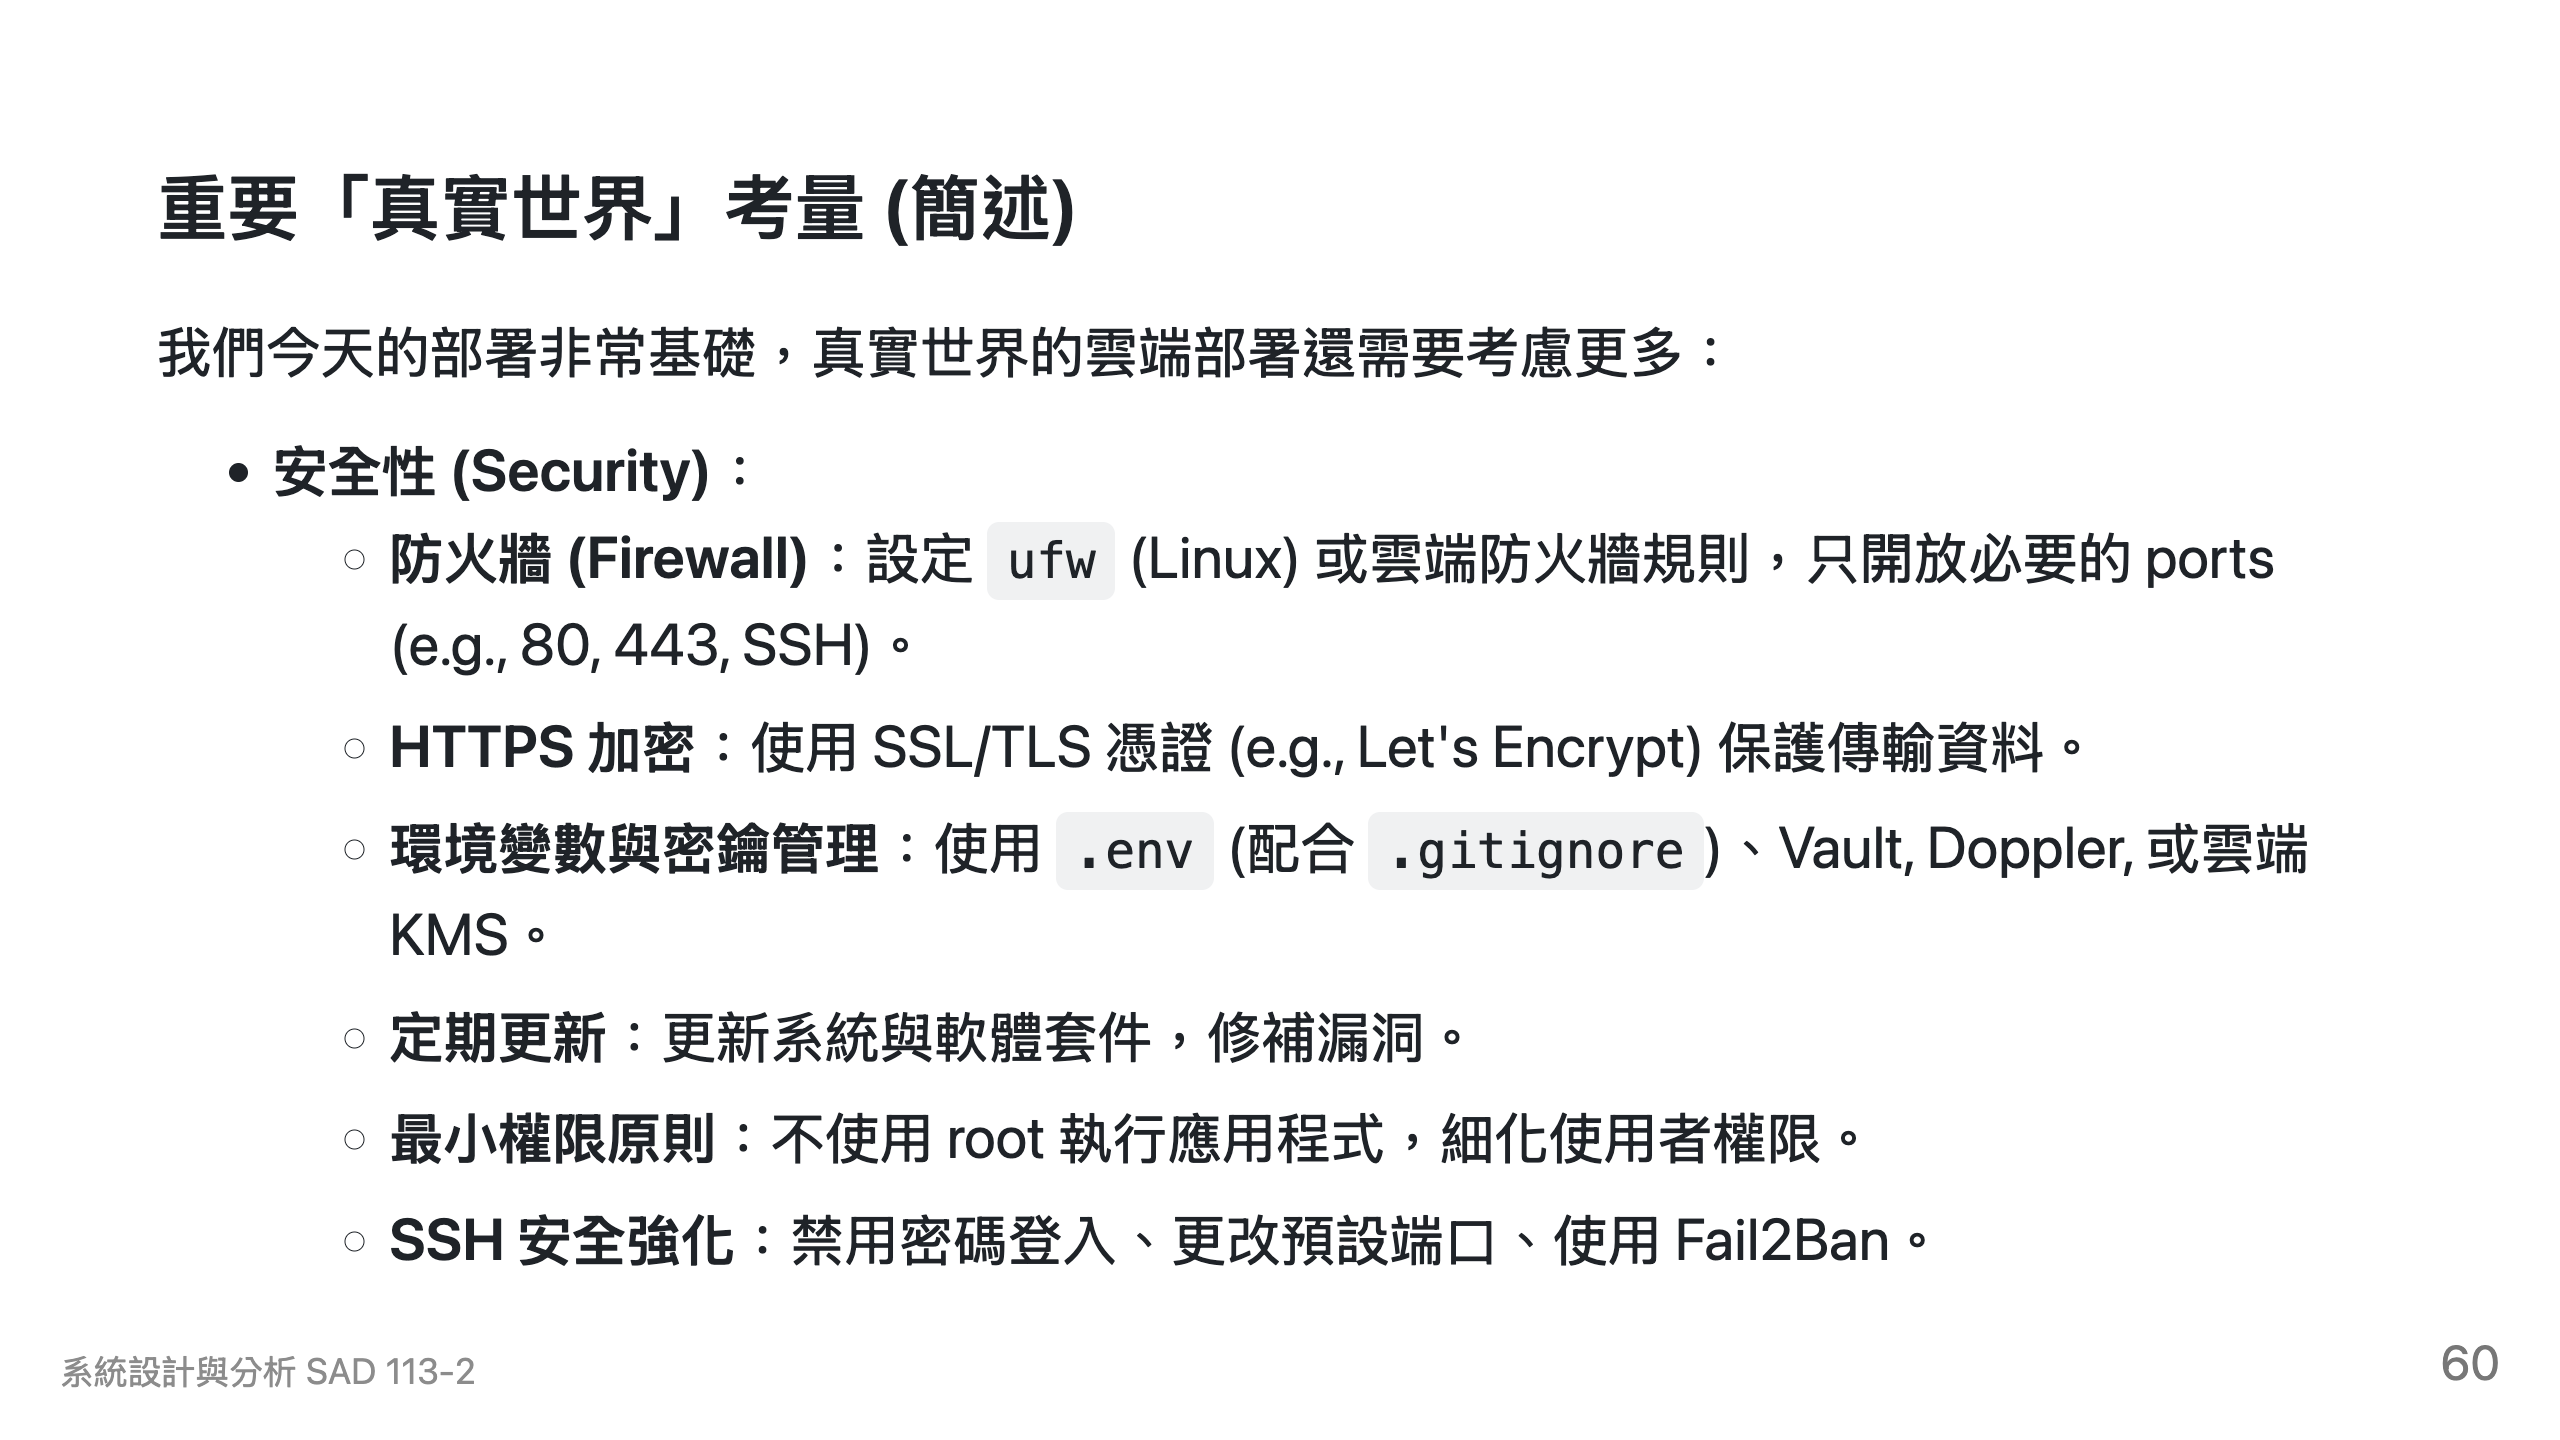 重要「真實世界」考量 (簡述)
我們今天的部署非常基礎，真實世界的雲端部署還需要考慮更多：
• 安全性 (Security)：
○ 防火牆 (Firewall)：設定 ufw (Linux) 或雲端防火牆規則，只開放必要的 ports
(e.g., 80, 443, SSH)。
○ HTTPS 加密：使用 SSL/TLS 憑證 (e.g., Let's Encrypt) 保護傳輸資料。
○ 環境變數與密鑰管理：使用 .env (配合 .gitignore)、Vault, Doppler, 或雲端
KMS。
○ 定期更新：更新系統與軟體套件，修補漏洞。
○ 最小權限原則：不使用 root 執行應用程式，細化使用者權限。
○ SSH 安全強化：禁用密碼登入、更改預設端口、使用 Fail2Ban。
系統設計與分析 SAD 113-2
60